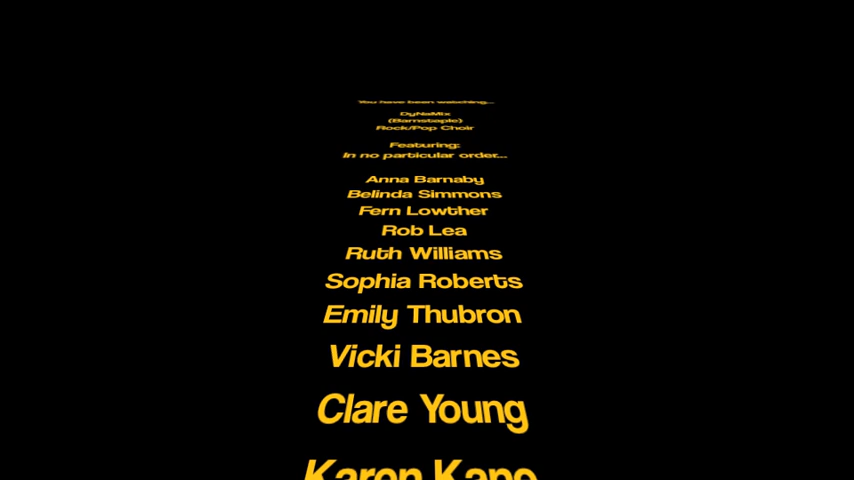 You have been watching...
DyNaMix
(Barnstaple)
Rock/Pop Choir
Featuring:
In no particular order...
Anna Barnaby
Belinda Simmons
Fern Lowther
Rob Lea
Ruth Williams
Sophia Roberts
Emily Thubron
Vicki Barnes
Clare Young
Karen